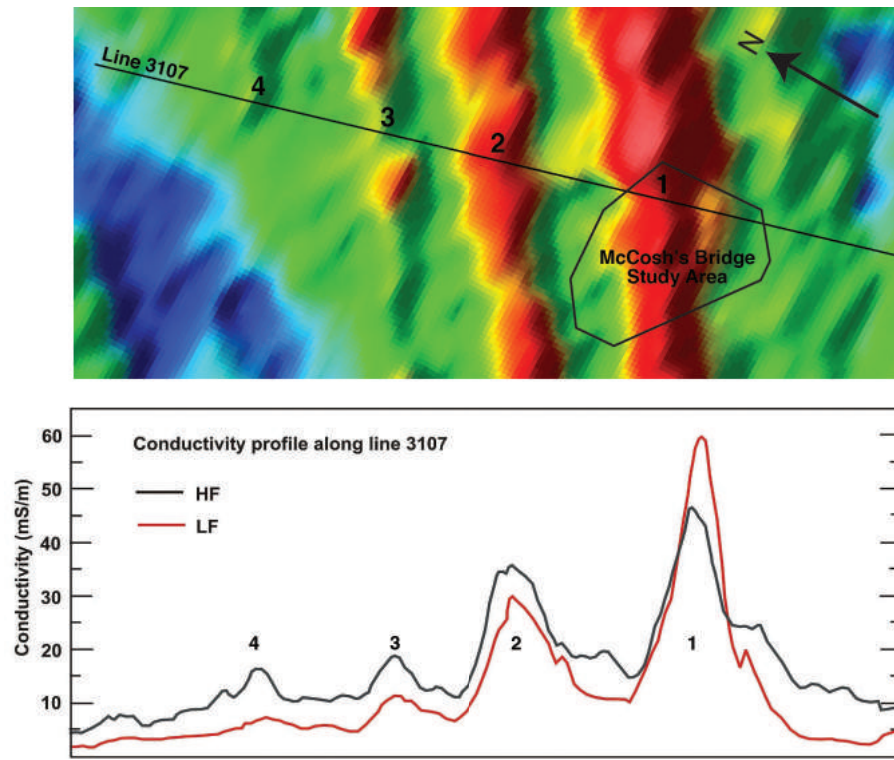 Line 3107
4
3
2
1
N
McCosh's Bridge
Study Area
60
50
40
30
20
10
Conductivity (mS/m)
Conductivity profile along line 3107
HF
LF
4
3
2
1